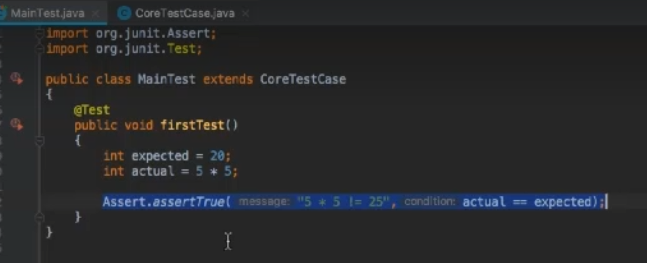 MainTest.java
CoreTestCase.java
import org.junit.Assert;
import org.junit.Test;
public class MainTest extends CoreTestCase
{
@Test
public void firstTest()
{
int expected = 20;
int actual = 5 * 5;
Assert.assertTrue( message: "5 * 5 != 25", condition: actual == expected);
}
}